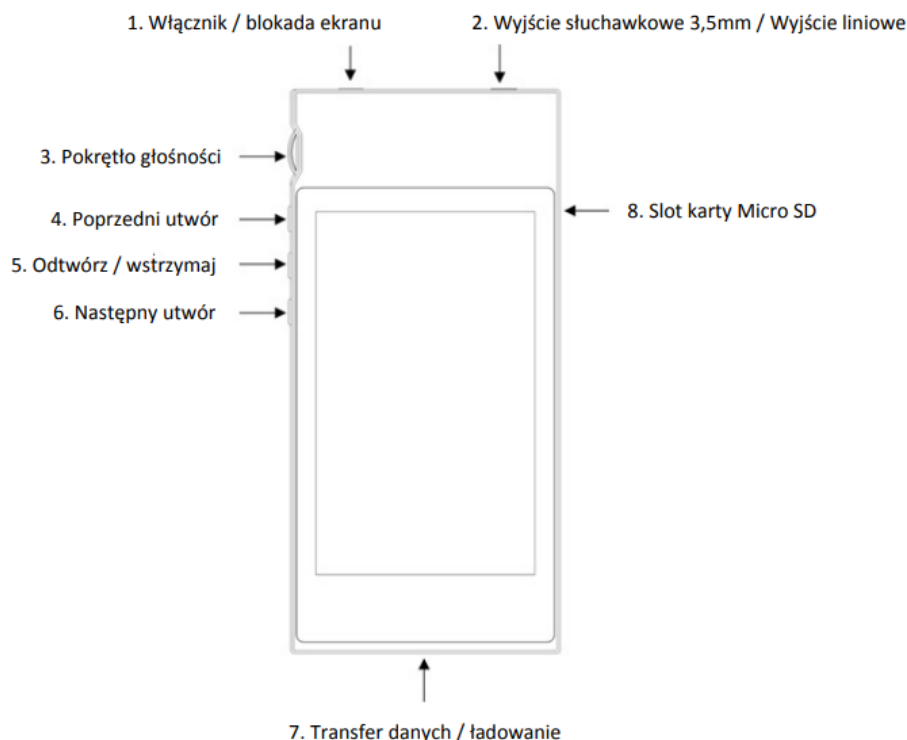 1. Włącznik / blokada ekranu
2. Wyjście słuchawkowe 3,5mm / Wyjście liniowe
3. Pokrętło głośności
4. Poprzedni utwór
5. Odtwórz / wstrzymaj
6. Następny utwór
8. Slot karty Micro SD
7. Transfer danych / ładowanie